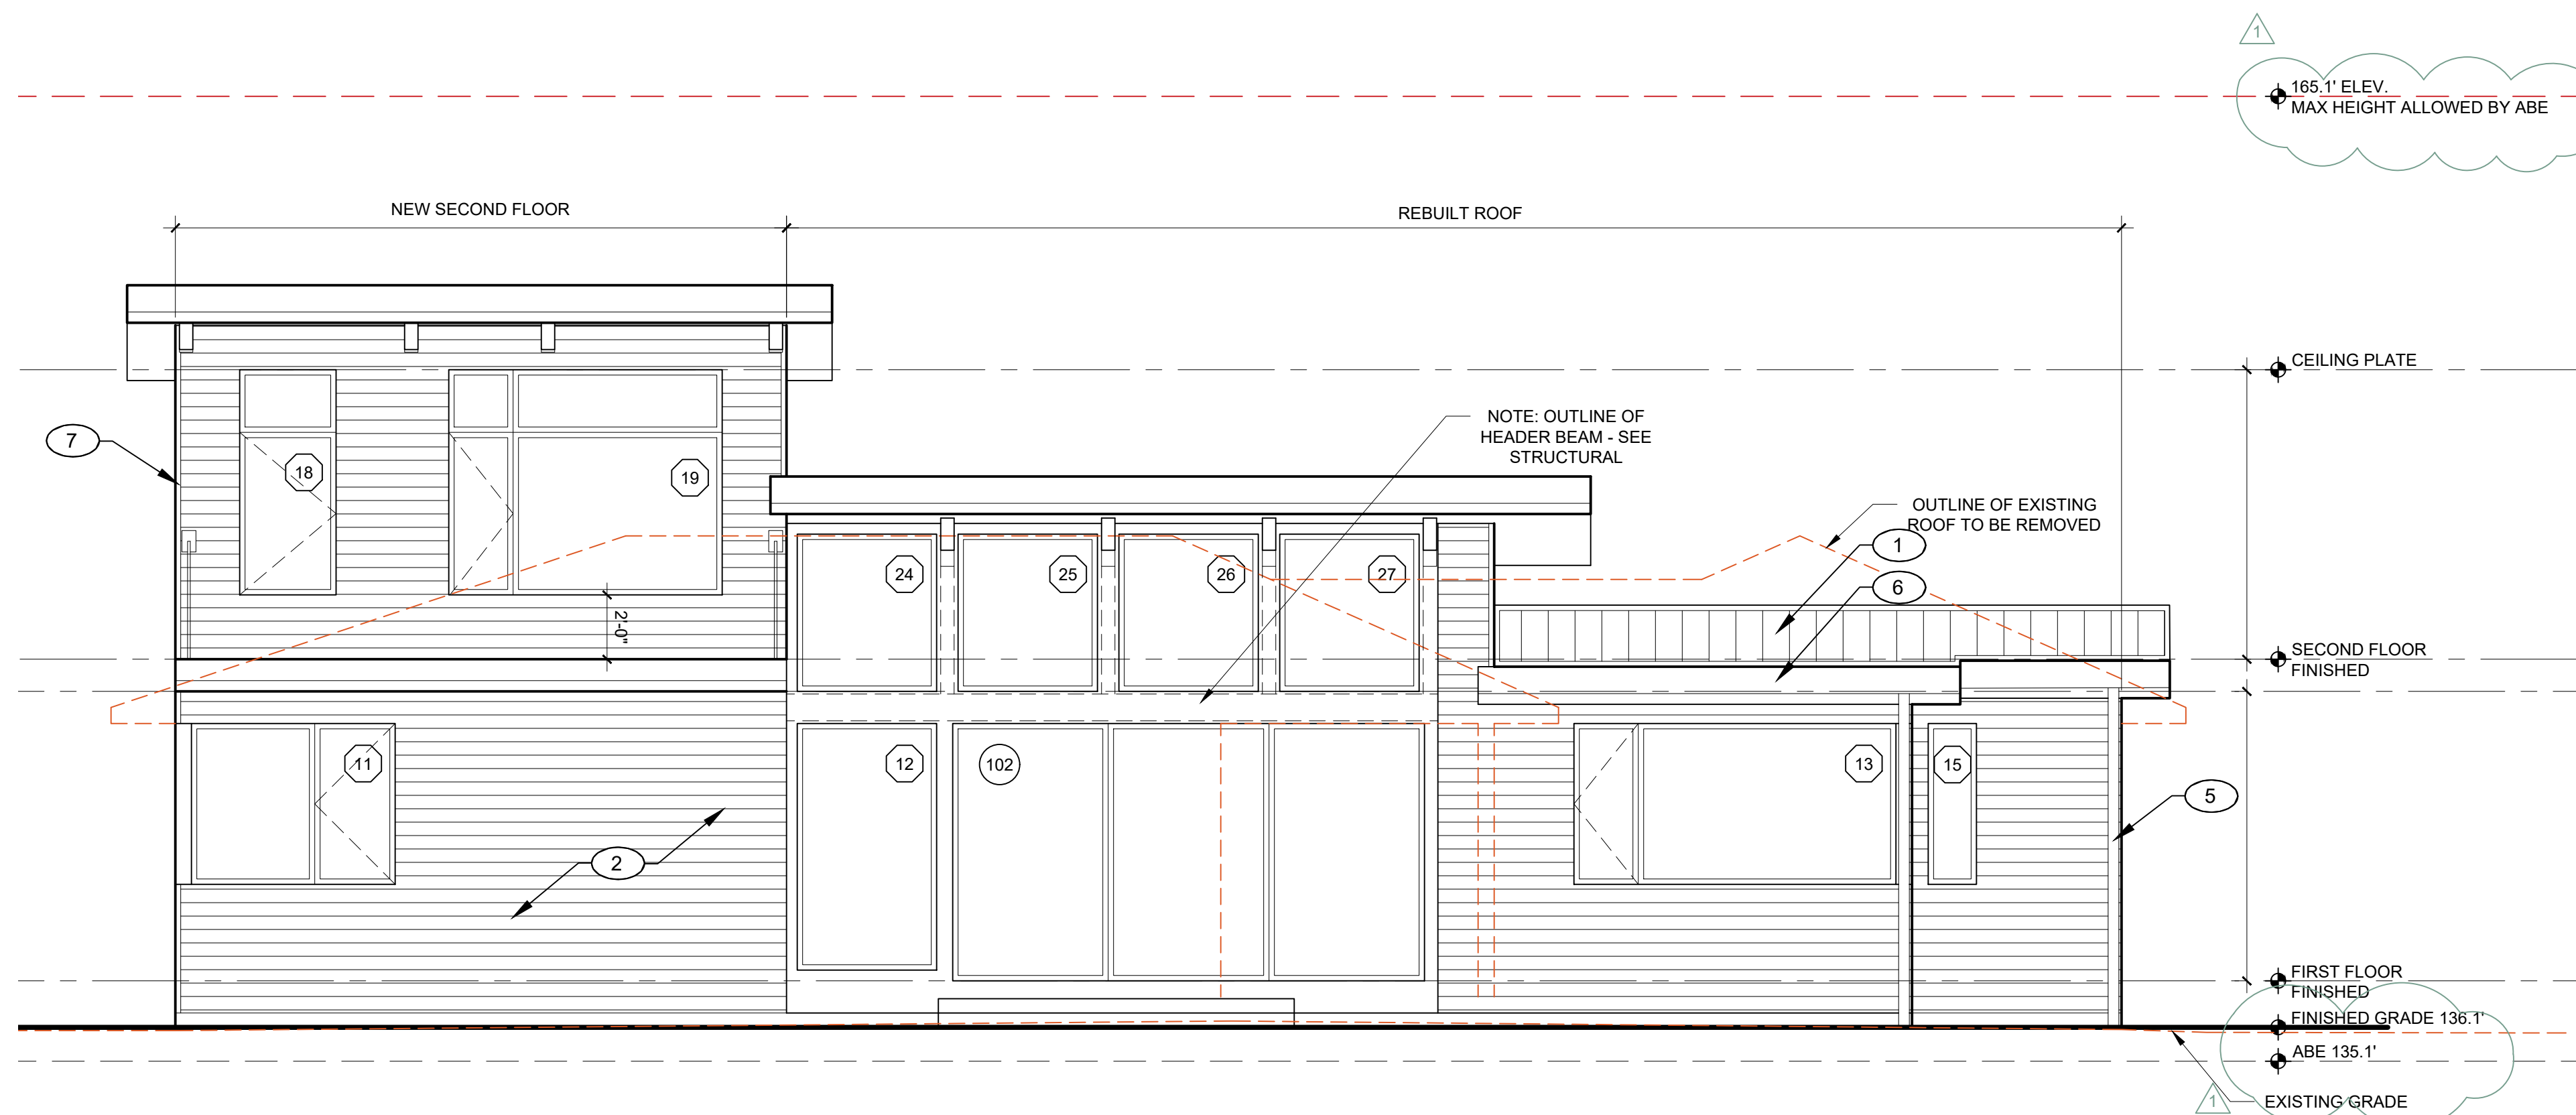 1
165.1' ELEV.
MAX HEIGHT ALLOWED BY ABE
NEW SECOND FLOOR
REBUILT ROOF
CEILING PLATE
NOTE: OUTLINE OF
HEADER BEAM - SEE
STRUCTURAL
7
18
19
OUTLINE OF EXISTING
ROOF TO BE REMOVED
1
24
25
26
27
6
2'-0"
SECOND FLOOR
FINISHED
11
12
102
13
15
5
2
FIRST FLOOR
FINISHED
FINISHED GRADE 136.1'
ABE 135.1'
1
EXISTING GRADE